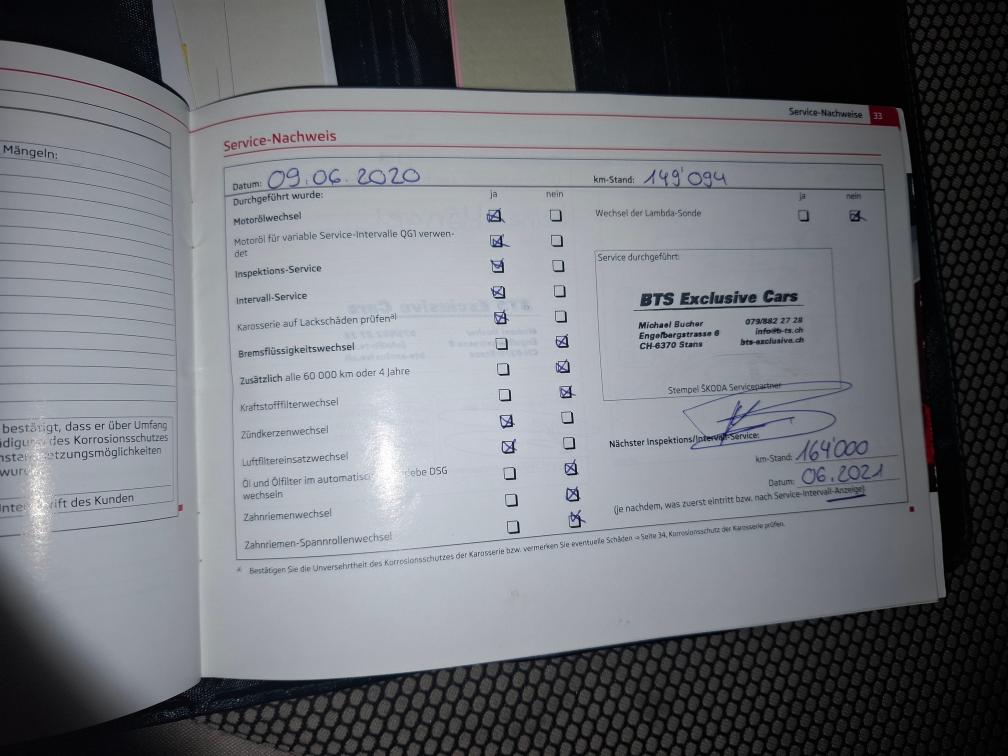 Service-Nachweise 33
Mängeln:
bestätigt, dass er über Umfang
des Korrosionsschutzes
etzungsmöglichkeiten
rift des Kunden
Service-Nachweis
Datum: 09.06.2020 km-Stand: 149'094
Durchgeführt wurde: ja nein ja nein
Motorölwechsel
Wechsel der Lambda-Sonde
Motoröl für variable Service-Intervalle QG1 verwen-
det
Inspektions-Service
Intervall-Service
Karosserie auf Lackschäden prüfena)
Bremsflüssigkeitswechsel
Zusätzlich alle 60 000 km oder 4 Jahre
Kraftstofffilterwechsel
Zündkerzenwechsel
Luftfiltereinsatzwechsel
Öl und Ölfilter im automatisc ebe DSG
wechseln
Zahnriemenwechsel
Zahnriemen-Spannrollenwechsel
Service durchgeführt:
BTS Exclusive Cars
Michael Bucher 079/882 27 28
Engelbergstrasse 6 info@b-ts.ch
CH-6370 Stans bts-exclusive.ch
Stempel ŠKODA Servicepartner
Nächster Inspektions/Intervall-Service:
km-Stand: 164'000
Datum: 06.2021
(je nachdem, was zuerst eintritt bzw. nach Service-Intervall-Anzeige)
a) Bestätigen Sie die Unversehrtheit des Korrosionsschutzes der Karosserie bzw. vermerken Sie eventuelle Schäden ⇒ Seite 34, Korrosionsschutz der Karosserie prüfen.